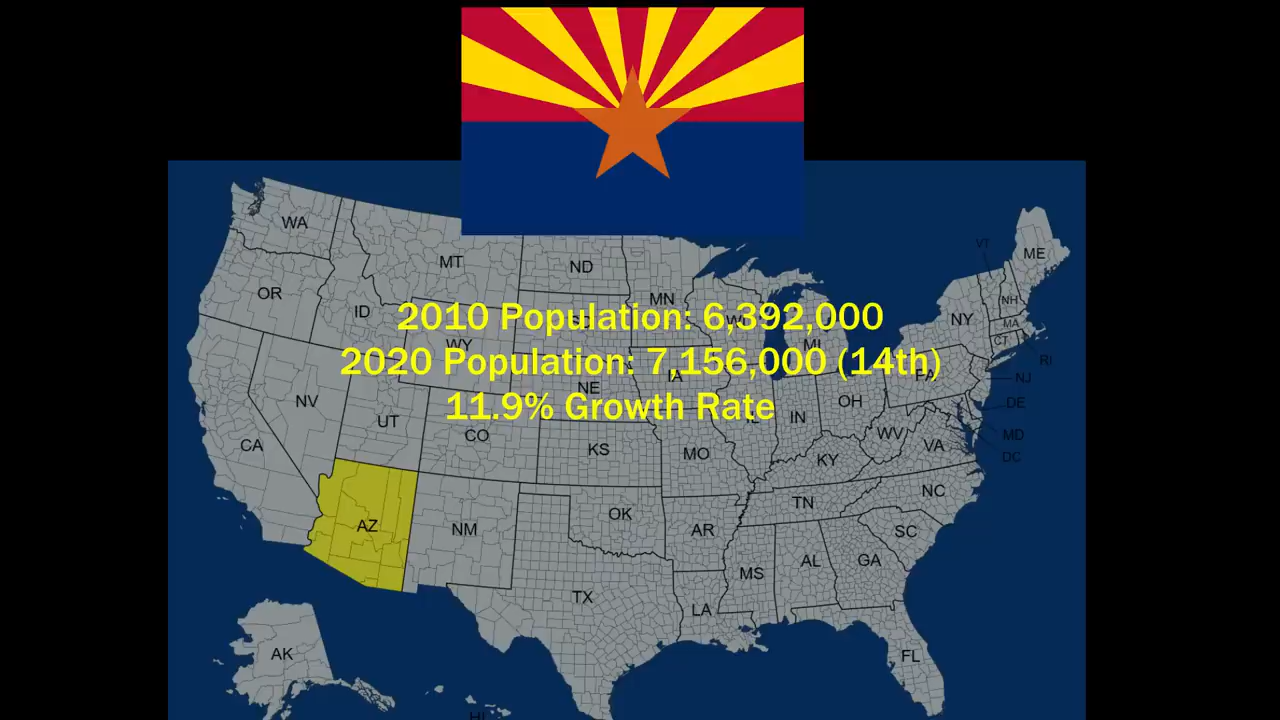 2010 Population: 6,392,000
2020 Population: 7,156,000 (14th)
11.9% Growth Rate
WA
MT
ND
MN
VT
ME
OR
ID
WY
NH
NY
MA
MI
CT
RI
NE
IA
PA
NJ
NV
UT
CO
KS
MO
IL
IN
OH
DE
WV
VA
MD
DC
CA
KY
AZ
NM
OK
AR
TN
NC
SC
MS
AL
GA
TX
LA
AK
FL